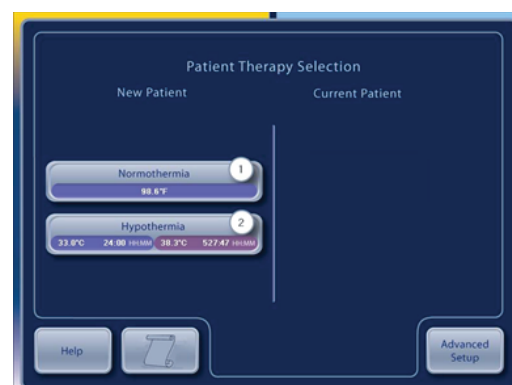 Patient Therapy Selection
New Patient Current Patient
Normothermia 1
98.6°F
Hypothermia 2
33.0°C 24:00 HH:MM 38.3°C 527:47 HH:MM
Help Advanced
Setup